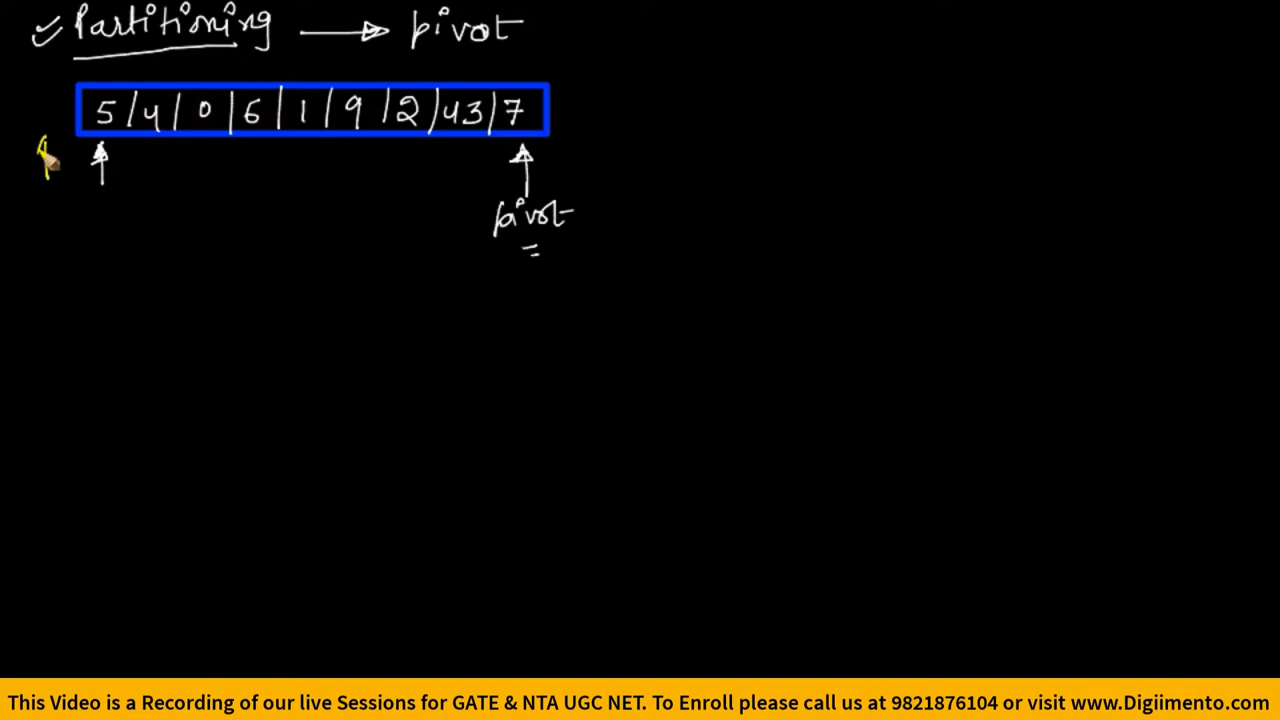 Partitioning → pivot
5 | 4 | 0 | 6 | 1 | 9 | 2 | 43 | 7
pivot
This Video is a Recording of our live Sessions for GATE & NTA UGC NET. To Enroll please call us at 9821876104 or visit www.Digiimento.com